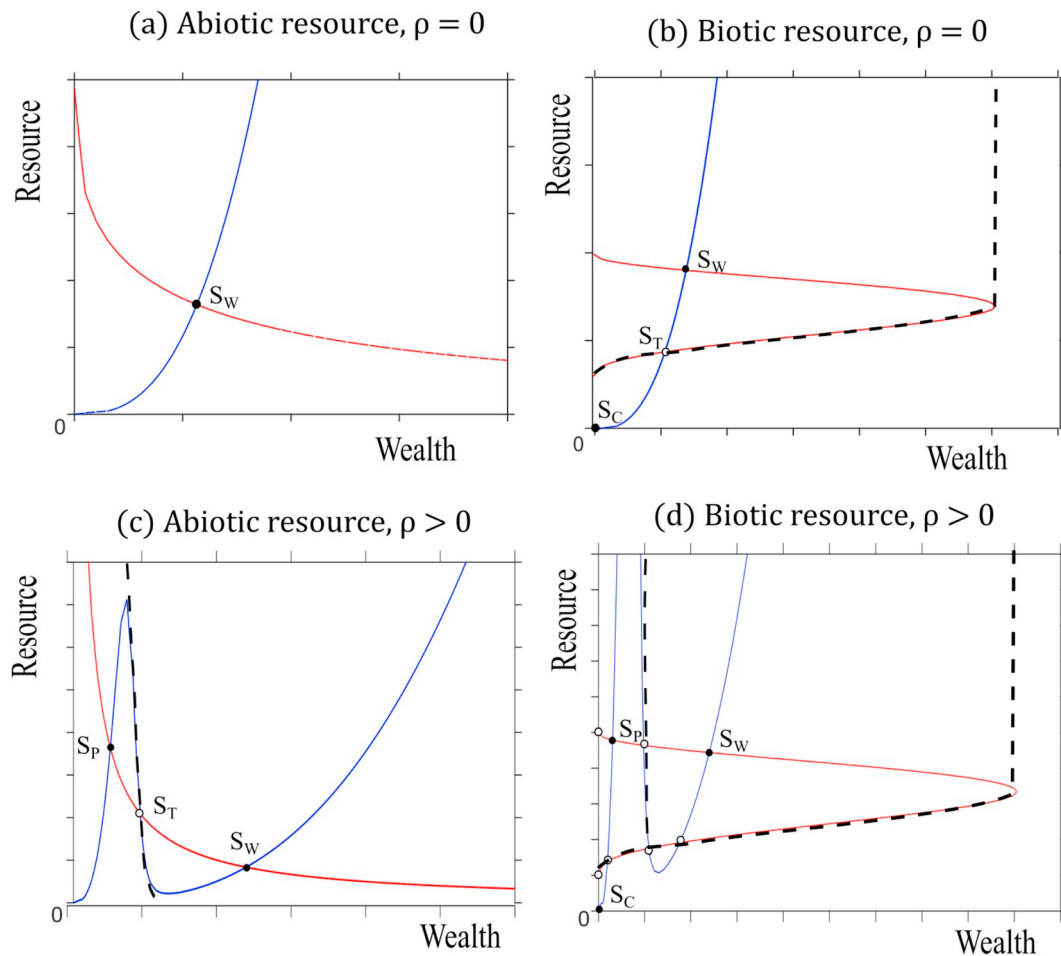 (a) Abiotic resource, ρ = 0
Resource
S_W
0
Wealth
(b) Biotic resource, ρ = 0
Resource
S_W
S_T
S_C
0
Wealth
(c) Abiotic resource, ρ > 0
Resource
S_P
S_T
S_W
0
Wealth
(d) Biotic resource, ρ > 0
Resource
S_P
S_W
S_C
0
Wealth